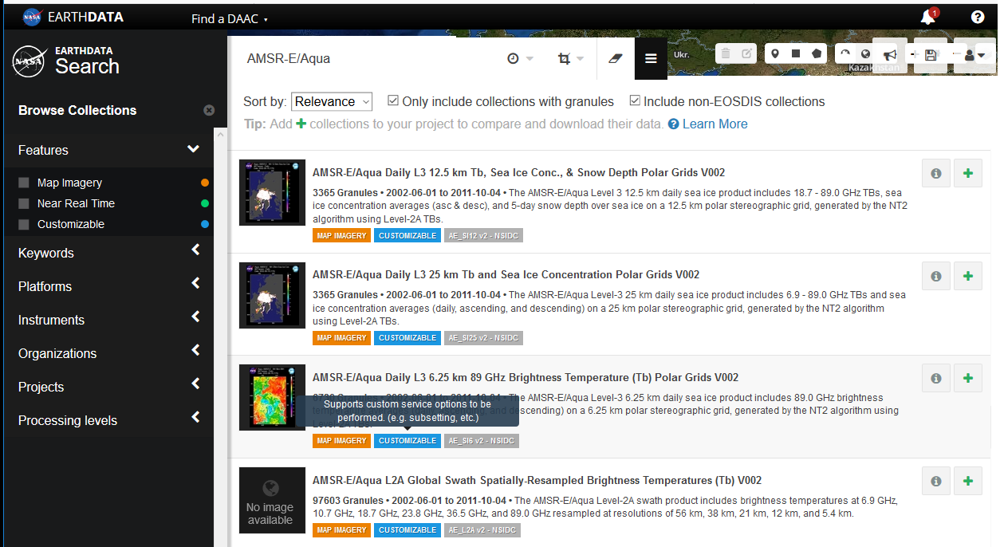 NASA EARTHDATA
Find a DAAC
1
NASA EARTHDATA
Search
AMSR-E/Aqua
Ukr.
Kazakhstan
Browse Collections
Features
Map Imagery
Near Real Time
Customizable
Keywords
Platforms
Instruments
Organizations
Projects
Processing levels
Sort by: Relevance Only include collections with granules Include non-EOSDIS collections
Tip: Add + collections to your project to compare and download their data. Learn More
AMSR-E/Aqua Daily L3 12.5 km Tb, Sea Ice Conc., & Snow Depth Polar Grids V002
3365 Granules • 2002-06-01 to 2011-10-04 • The AMSR-E/Aqua Level 3 12.5 km daily sea ice product includes 18.7 - 89.0 GHz TBs, sea
ice concentration averages (asc & desc), and 5-day snow depth over sea ice on a 12.5 km polar stereographic grid, generated by the NT2
algorithm using Level-2A TBs.
MAP IMAGERY CUSTOMIZABLE AE_SI12 v2 - NSIDC
AMSR-E/Aqua Daily L3 25 km Tb and Sea Ice Concentration Polar Grids V002
3365 Granules • 2002-06-01 to 2011-10-04 • The AMSR-E/Aqua Level-3 25 km daily sea ice product includes 6.9 - 89.0 GHz TBs and sea
ice concentration averages (daily, ascending, and descending) on a 25 km polar stereographic grid, generated by the NT2 algorithm
using Level-2A TBs.
MAP IMAGERY CUSTOMIZABLE AE_SI25 v2 - NSIDC
AMSR-E/Aqua Daily L3 6.25 km 89 GHz Brightness Temperature (Tb) Polar Grids V002
Granules • 2002-06-01 to 2011-10-04 • The AMSR-E/Aqua Level-3 6.25 km daily sea ice product includes 89.0 GHz brightness
descending) on a 6.25 km polar stereographic grid, generated by the NT2 algorithm using
Supports custom service options to be
performed. (e.g. subsetting, etc.)
MAP IMAGERY CUSTOMIZABLE AE_SI6 v2 - NSIDC
No image
available
AMSR-E/Aqua L2A Global Swath Spatially-Resampled Brightness Temperatures (Tb) V002
97603 Granules • 2002-06-01 to 2011-10-04 • The AMSR-E/Aqua Level-2A swath product includes brightness temperatures at 6.9 GHz,
10.7 GHz, 18.7 GHz, 23.8 GHz, 36.5 GHz, and 89.0 GHz resampled at resolutions of 56 km, 38 km, 21 km, 12 km, and 5.4 km.
MAP IMAGERY CUSTOMIZABLE AE_L2A v2 - NSIDC